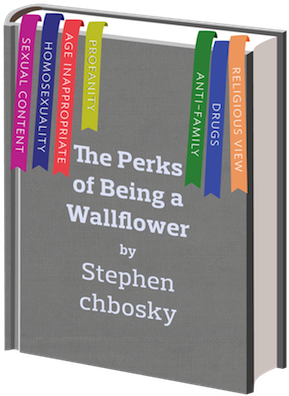 SEXUAL CONTENT
HOMOSEXUALITY
AGE INAPPROPRIATE
PROFANITY
ANTI-FAMILY
DRUGS
RELIGIOUS VIEW
The Perks
of Being a
Wallflower
by
Stephen
chbosky